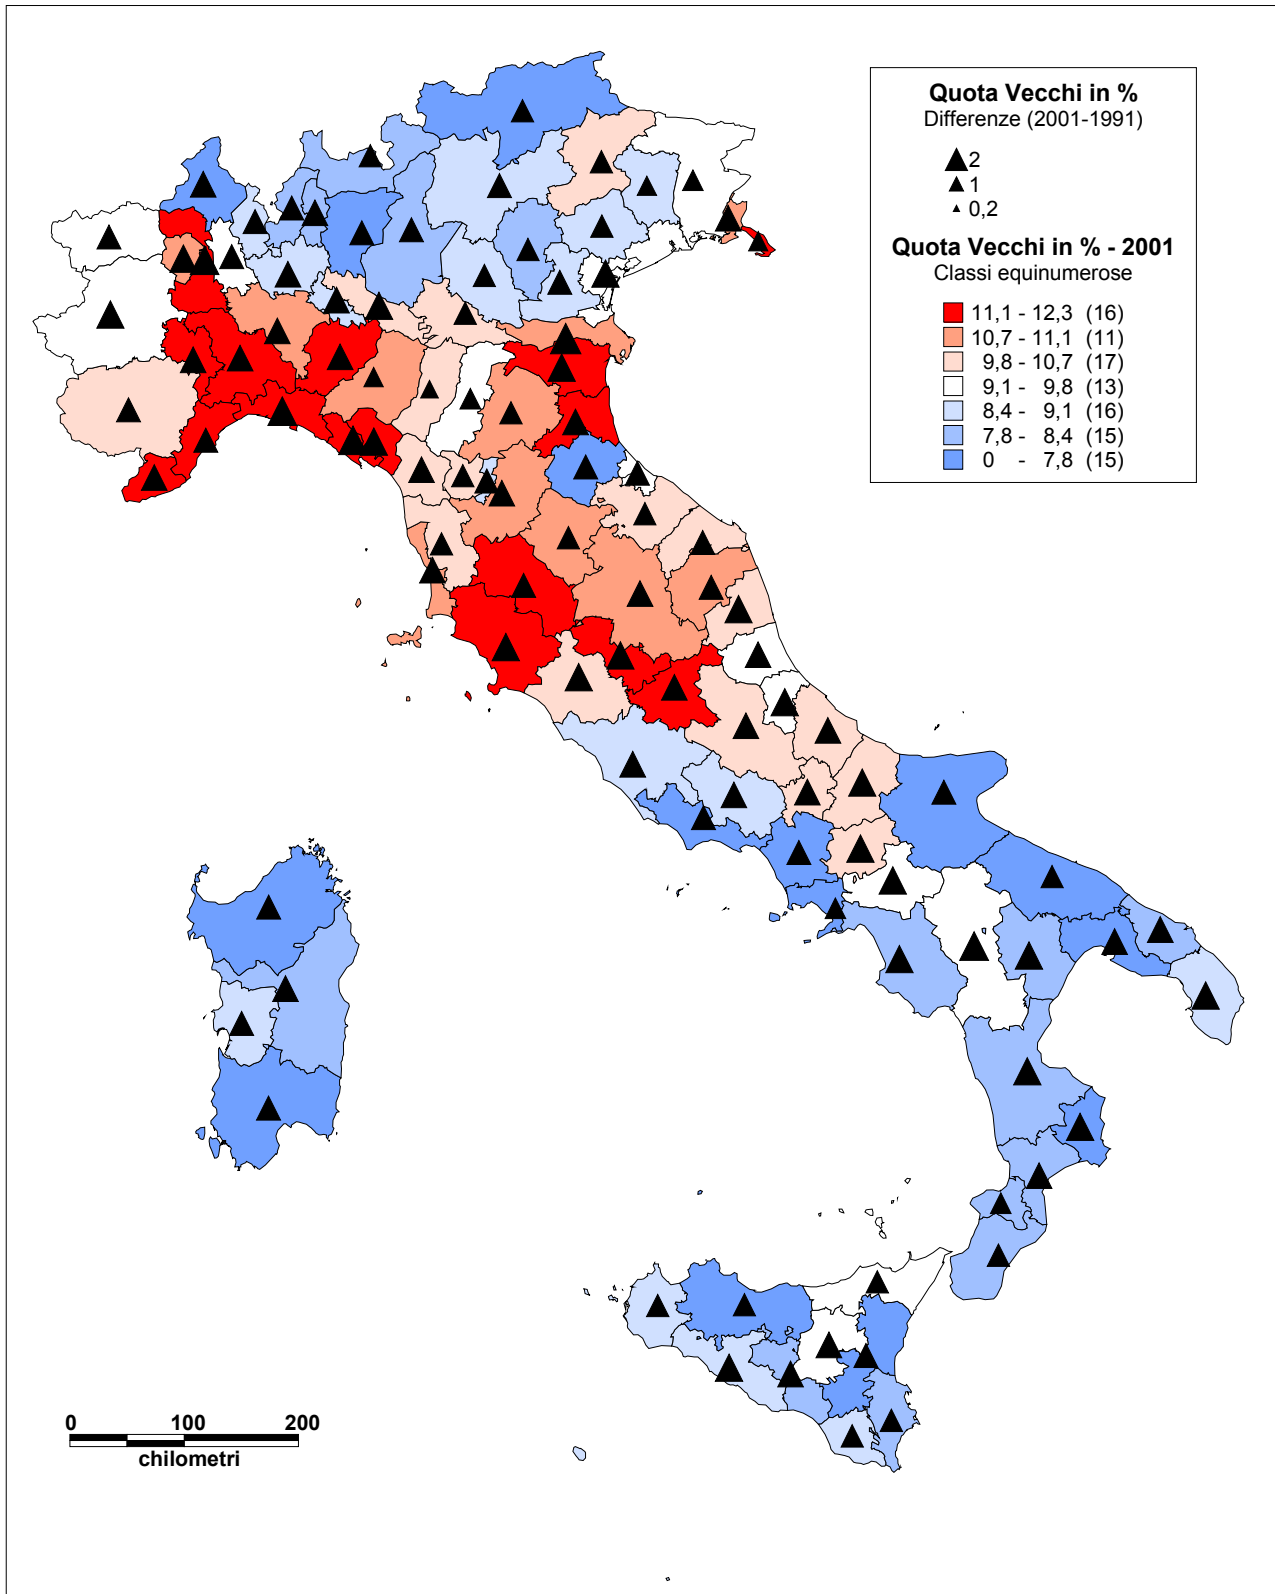 Quota Vecchi in %
Differenze (2001-1991)
2
1
0,2
Quota Vecchi in % - 2001
Classi equinumerose
11,1 - 12,3 (16)
10,7 - 11,1 (11)
9,8 - 10,7 (17)
9,1 - 9,8 (13)
8,4 - 9,1 (16)
7,8 - 8,4 (15)
0 - 7,8 (15)
0 100 200
chilometri